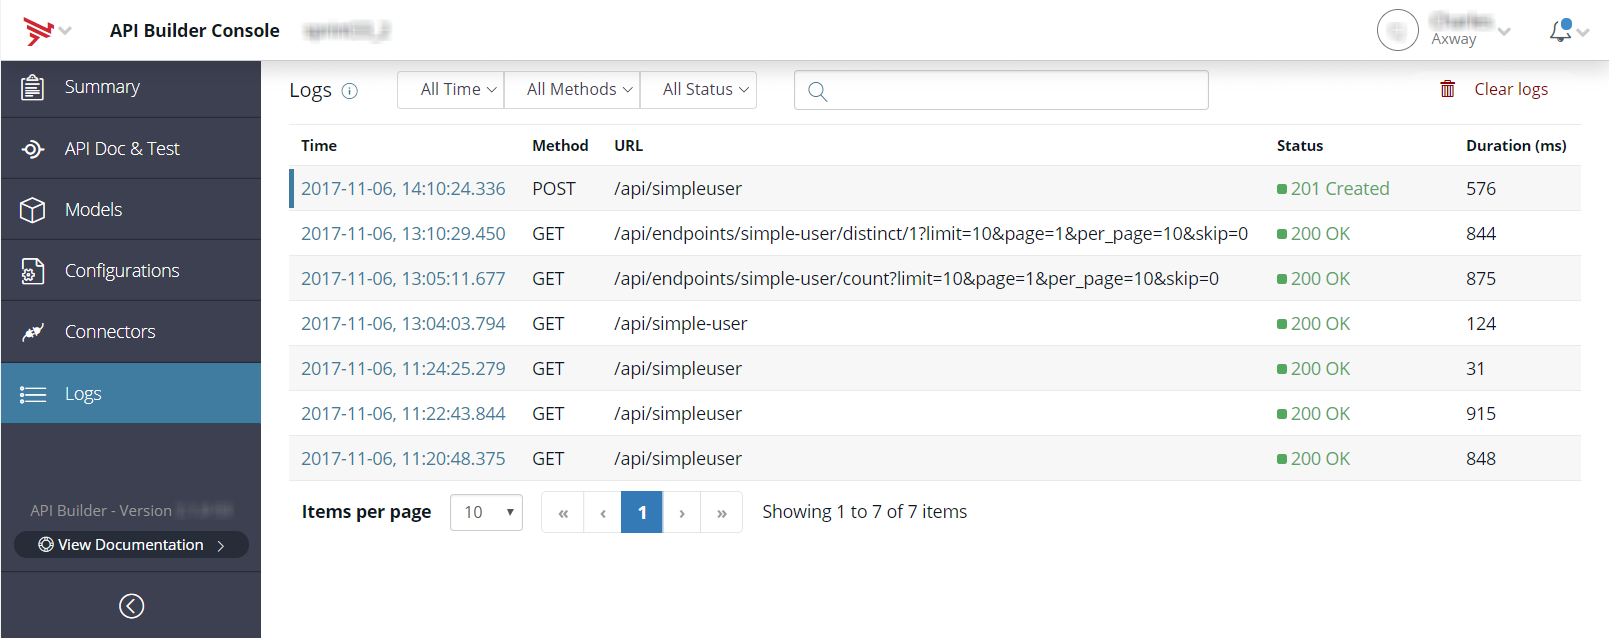 API Builder Console
Axway
Summary
API Doc & Test
Models
Configurations
Connectors
Logs
API Builder - Version
View Documentation
Logs
All Time All Methods All Status
Clear logs
Time Method URL Status Duration (ms)
2017-11-06, 14:10:24.336 POST /api/simpleuser 201 Created 576
2017-11-06, 13:10:29.450 GET /api/endpoints/simple-user/distinct/1?limit=10&page=1&per_page=10&skip=0 200 OK 844
2017-11-06, 13:05:11.677 GET /api/endpoints/simple-user/count?limit=10&page=1&per_page=10&skip=0 200 OK 875
2017-11-06, 13:04:03.794 GET /api/simple-user 200 OK 124
2017-11-06, 11:24:25.279 GET /api/simpleuser 200 OK 31
2017-11-06, 11:22:43.844 GET /api/simpleuser 200 OK 915
2017-11-06, 11:20:48.375 GET /api/simpleuser 200 OK 848
Items per page 10 « ‹ 1 › » Showing 1 to 7 of 7 items